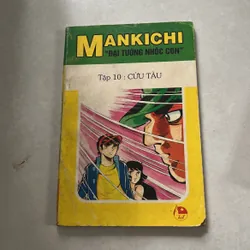 MANKICHI
"ĐẠI TƯỚNG NHÓC CON"
Tập 10 : CỨU TÀU